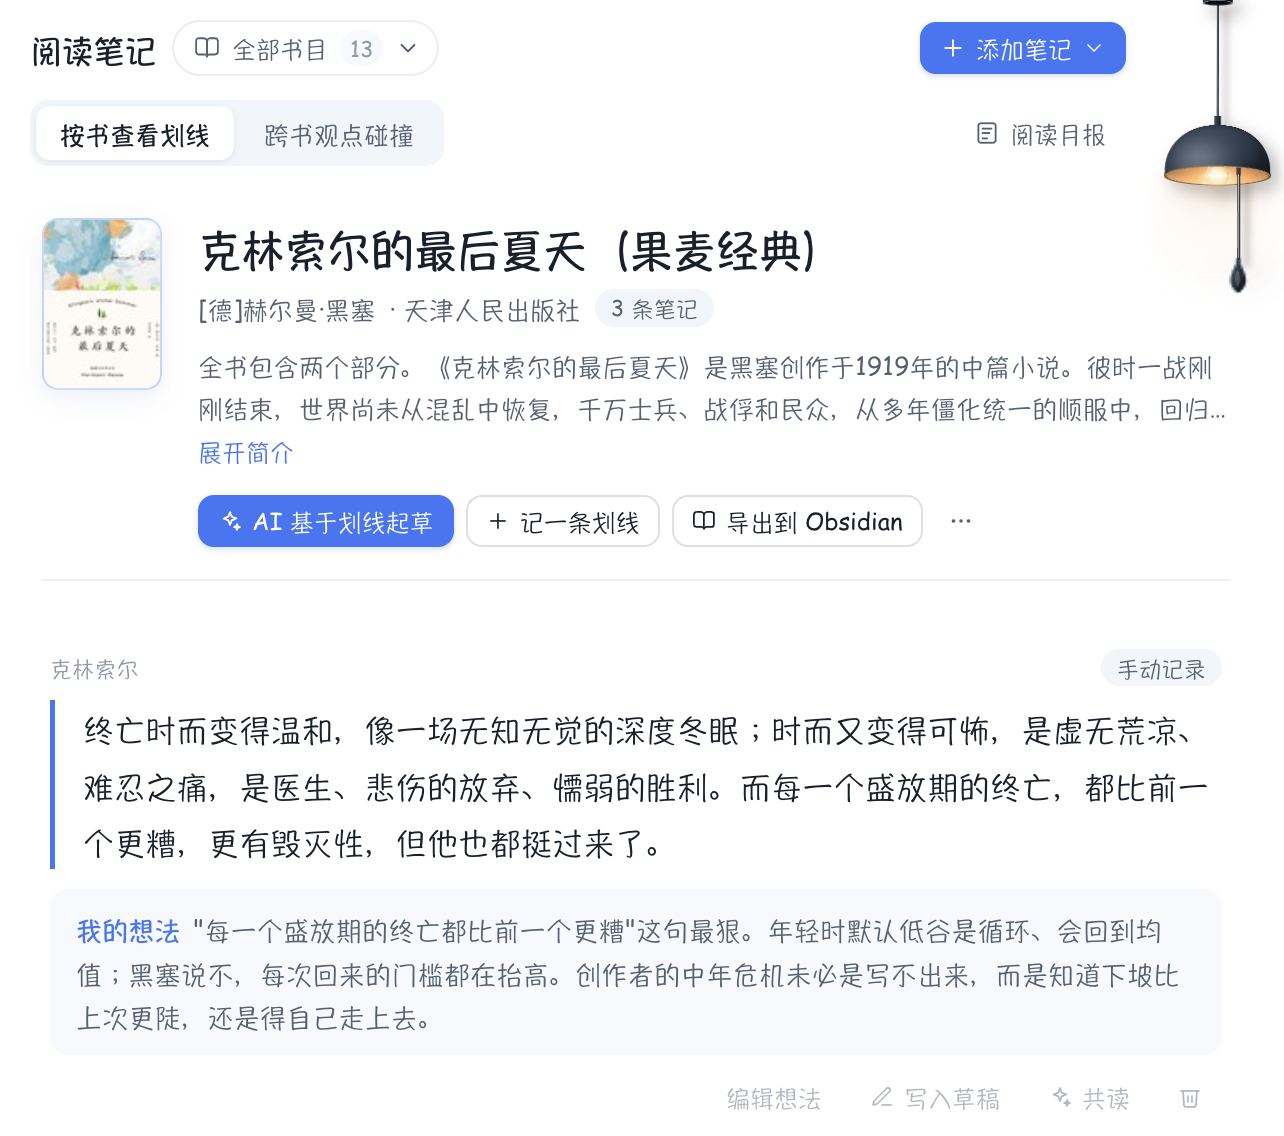 阅读笔记 全部书目 13 添加笔记
按书查看划线 跨书观点碰撞 阅读月报
克林索尔的最后夏天（果麦经典）
[德]赫尔曼·黑塞 · 天津人民出版社 3 条笔记
克林索尔的
最后夏天
全书包含两个部分。《克林索尔的最后夏天》是黑塞创作于1919年的中篇小说。彼时一战刚
刚结束，世界尚未从混乱中恢复，千万士兵、战俘和民众，从多年僵化统一的顺服中，回归...
展开简介
AI 基于划线起草 记一条划线 导出到 Obsidian ...
克林索尔 手动记录
终亡时而变得温和，像一场无知无觉的深度冬眠；时而又变得可怖，是虚无荒凉、
难忍之痛，是医生、悲伤的放弃、懦弱的胜利。而每一个盛放期的终亡，都比前一
个更糟，更有毁灭性，但他也都挺过来了。
我的想法 "每一个盛放期的终亡都比前一个更糟"这句最狠。年轻时默认低谷是循环、会回到均
值；黑塞说不，每次回来的门槛都在抬高。创作者的中年危机未必是写不出来，而是知道下坡比
上次更陡，还是得自己走上去。
编辑想法 写入草稿 共读